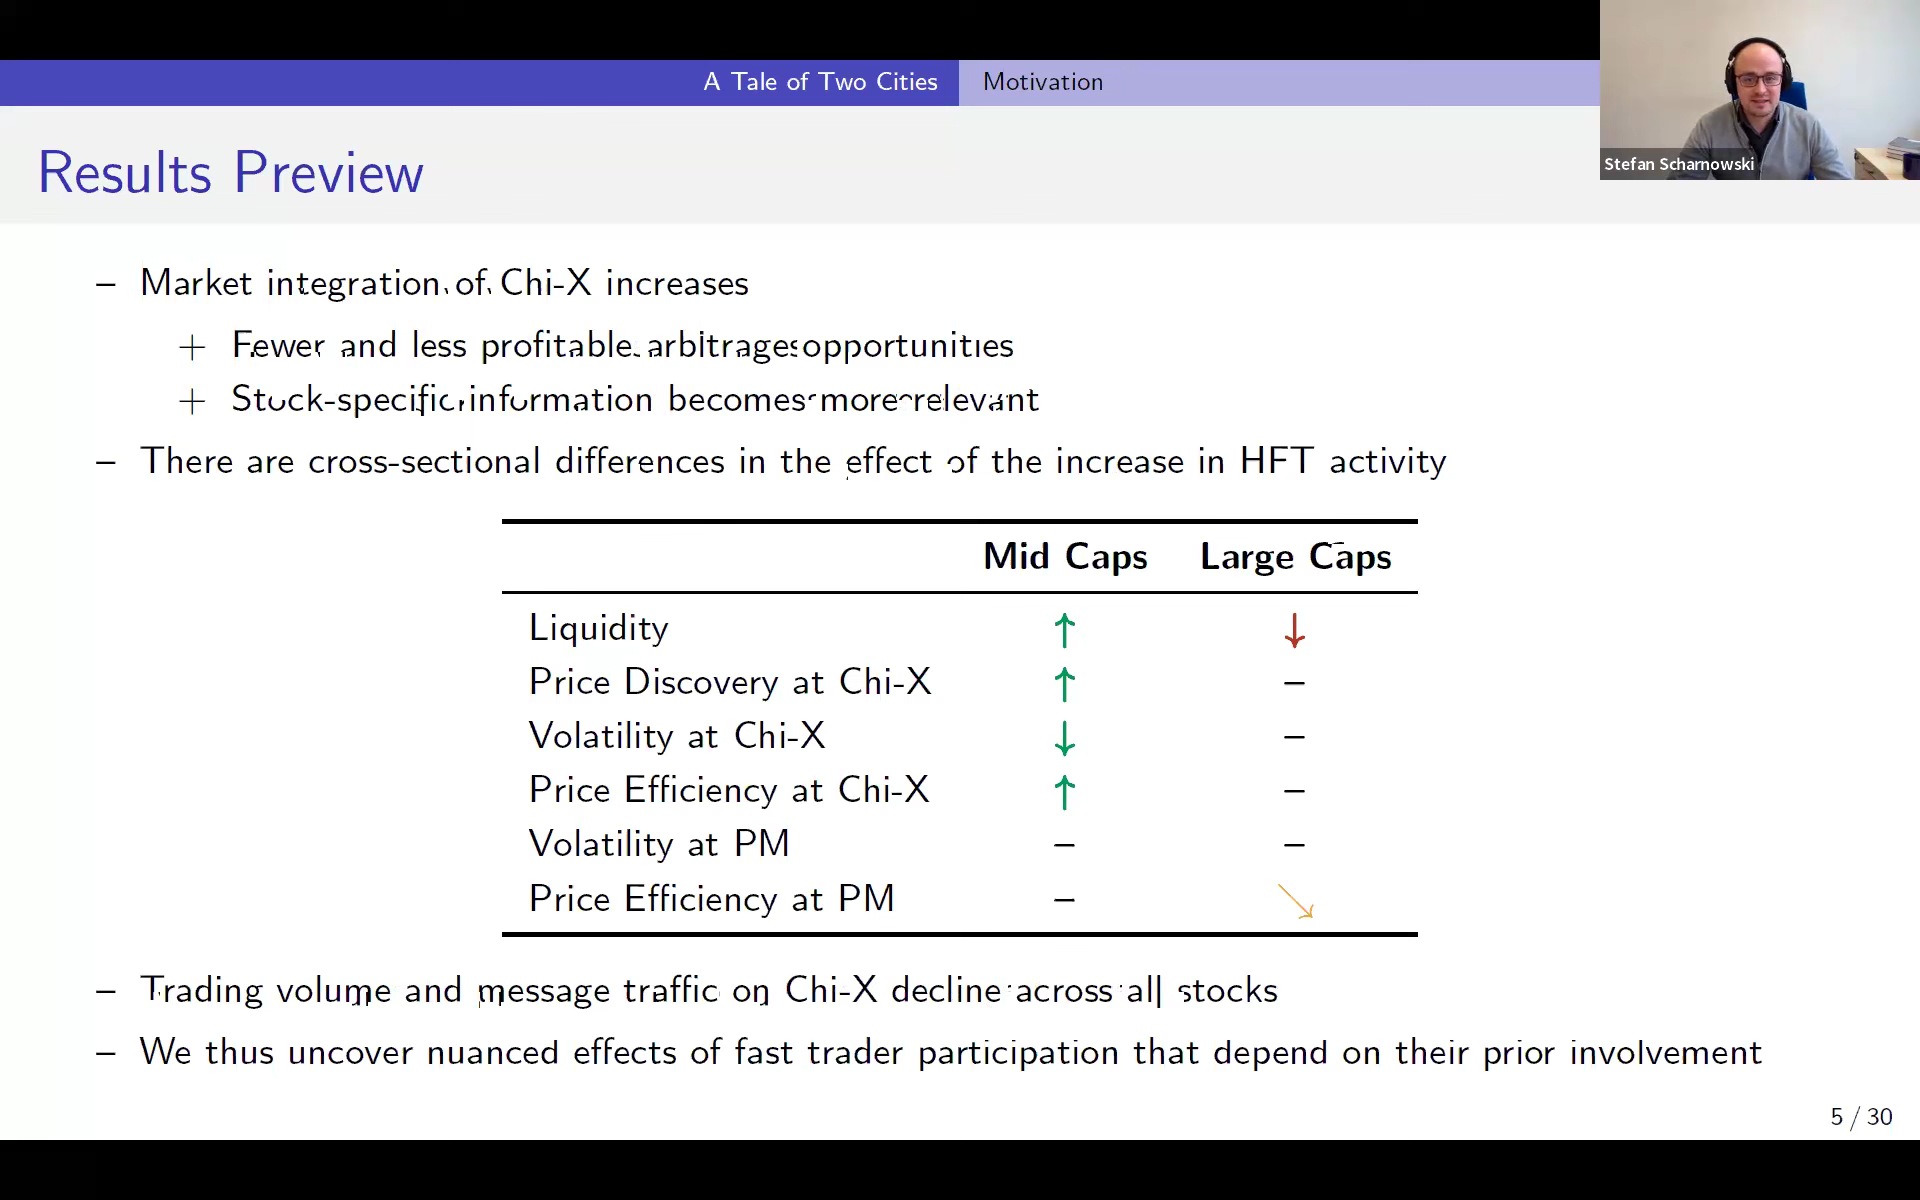 A Tale of Two Cities Motivation
Stefan Scharnowski
Results Preview
– Market integration of Chi-X increases
+ Fewer and less profitable arbitrage opportunities
+ Stock-specific information becomes more relevant
– There are cross-sectional differences in the effect of the increase in HFT activity
Mid Caps Large Caps
Liquidity ↑ ↓
Price Discovery at Chi-X ↑ –
Volatility at Chi-X ↓ –
Price Efficiency at Chi-X ↑ –
Volatility at PM – –
Price Efficiency at PM – ↘
– Trading volume and message traffic on Chi-X decline across all stocks
– We thus uncover nuanced effects of fast trader participation that depend on their prior involvement
5 / 30